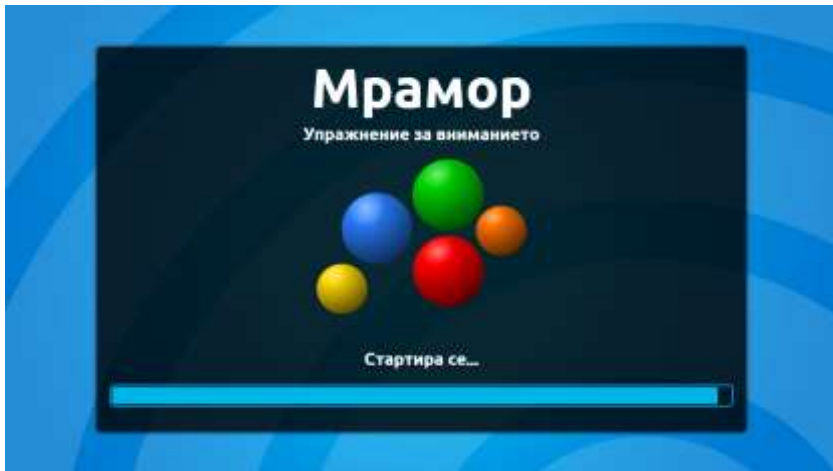 Мрамор
Упражнение за вниманието
Стартира се...